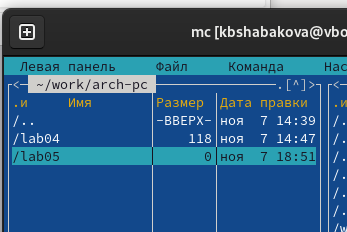 mc [kbshabakova@vbo
Левая панель Файл Команда Нас
<- ~/work/arch-pc .[^]> <-
.и Имя Размер Дата правки .и
/.. -ВВЕРХ- ноя 7 14:39 /..
/lab04 118 ноя 7 14:47 /.
/lab05 0 ноя 7 18:51 /.